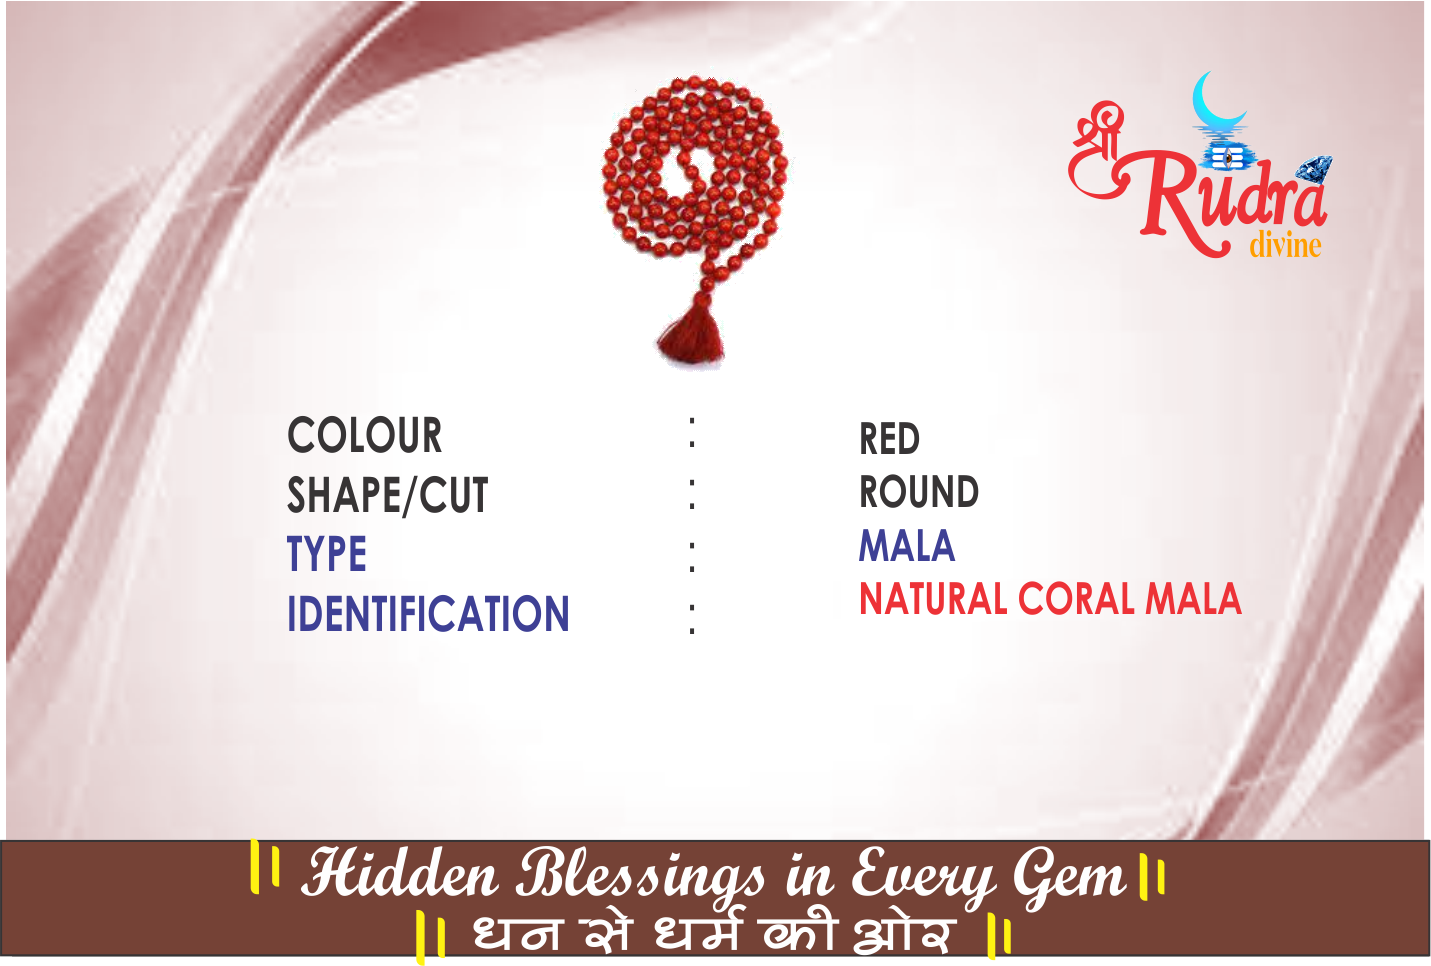 श्री
Rudra
divine
COLOUR : RED
SHAPE/CUT : ROUND
TYPE : MALA
IDENTIFICATION : NATURAL CORAL MALA
|| Hidden Blessings in Every Gem ||
|| धन से धर्म की ओर ||